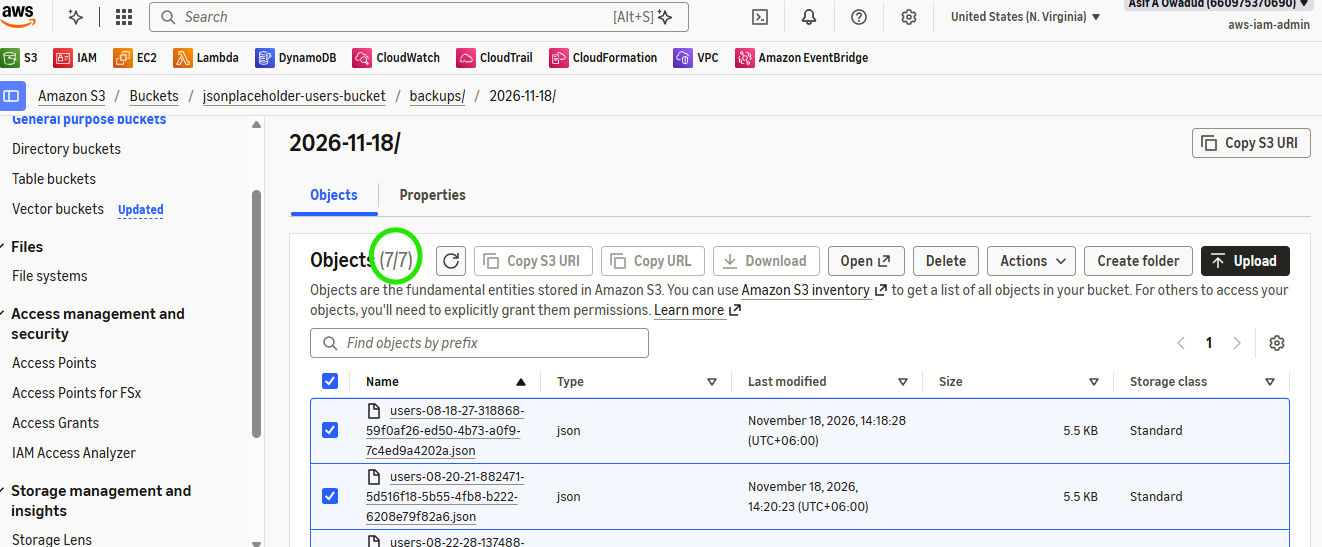 aws
Search
[Alt+S]
United States (N. Virginia)
Asif A Owadud (660975370690)
aws-iam-admin
S3
IAM
EC2
Lambda
DynamoDB
CloudWatch
CloudTrail
CloudFormation
VPC
Amazon EventBridge
Amazon S3 / Buckets / jsonplaceholder-users-bucket / backups/ / 2026-11-18/
General purpose buckets
Directory buckets
Table buckets
Vector buckets Updated
Files
File systems
Access management and
security
Access Points
Access Points for FSx
Access Grants
IAM Access Analyzer
Storage management and
insights
Storage Lens
2026-11-18/
Copy S3 URI
Objects
Properties
Objects (7/7)
Copy S3 URI
Copy URL
Download
Open
Delete
Actions
Create folder
Upload
Objects are the fundamental entities stored in Amazon S3. You can use Amazon S3 inventory to get a list of all objects in your bucket. For others to access your
objects, you'll need to explicitly grant them permissions. Learn more
Find objects by prefix
1
Name
Type
Last modified
Size
Storage class
users-08-18-27-318868-
59f0af26-ed50-4b73-a0f9-
7c4ed9a4202a.json
json
November 18, 2026, 14:18:28
(UTC+06:00)
5.5 KB
Standard
users-08-20-21-882471-
5d516f18-5b55-4fb8-b222-
6208e79f82a6.json
json
November 18, 2026,
14:20:23 (UTC+06:00)
5.5 KB
Standard
users-08-22-28-137488-